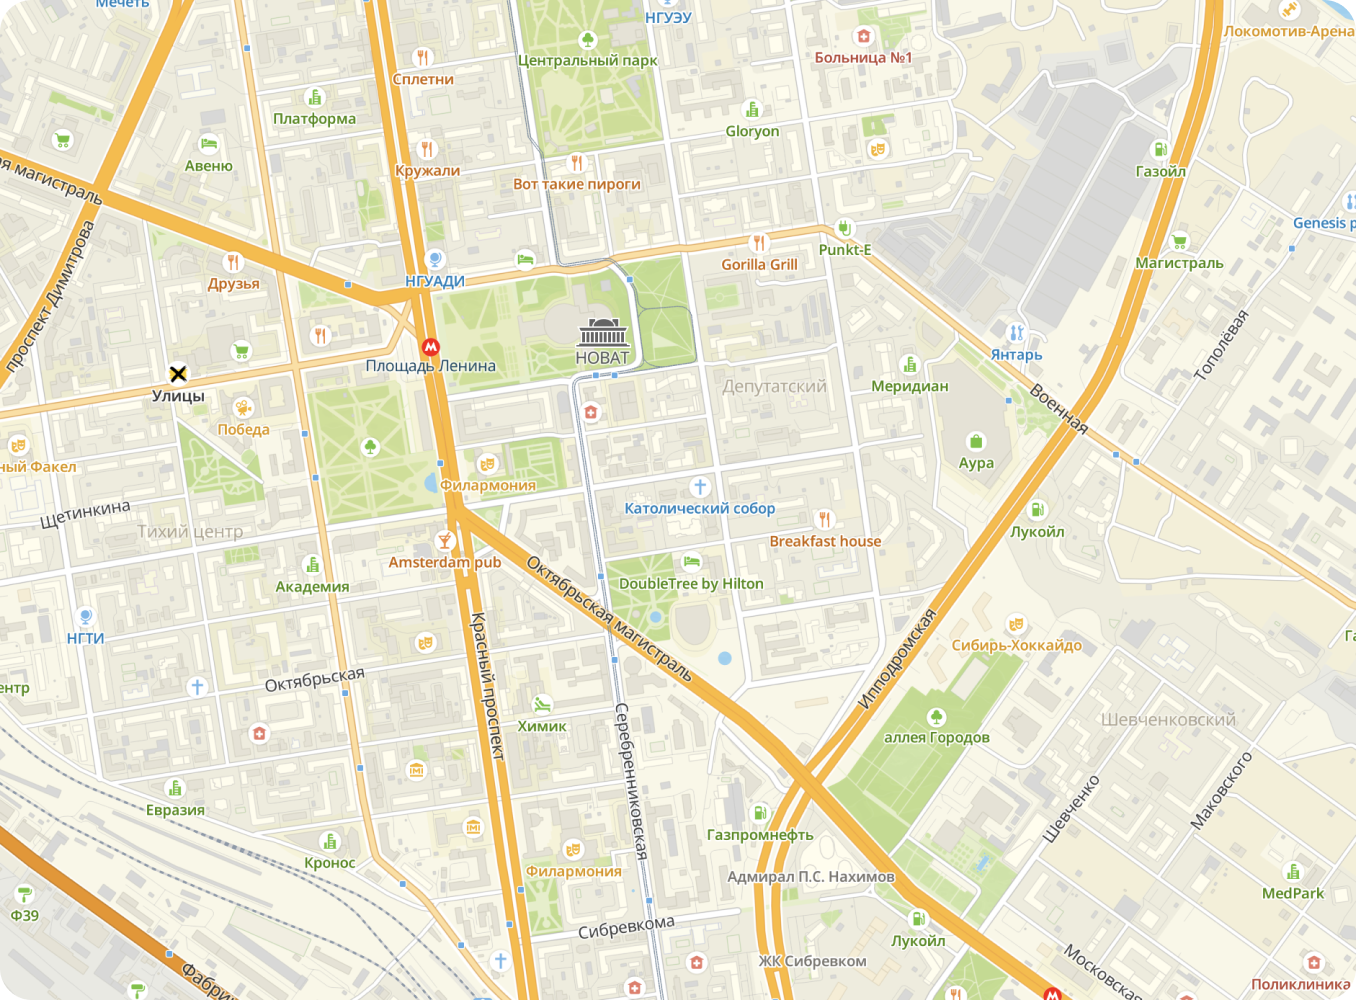 Мечеть
НГУЭУ
Локомотив-Арена
Больница №1
Центральный парк
Сплетни
Платформа
Gloryon
Авеню
Кружали
Вот такие пироги
Газойл
магистраль
Genesis
Punkt-E
Gorilla Grill
Магистраль
Друзья
НГУАДИ
проспект Димитрова
НОВАТ
Янтарь
Тополёвая
Площадь Ленина
Депутатский
Меридиан
Улицы
Военная
Победа
ный Факел
Аура
Филармония
Щетинкина
Католический собор
Тихий центр
Breakfast house
Лукойл
Amsterdam pub
Октябрьская магистраль
Академия
DoubleTree by Hilton
НГТИ
Сибирь-Хоккайдо
Красный проспект
Ипподромская
Октябрьская
ентр
Серебренниковская
Шевченковский
Химик
аллея Городов
Маковского
Шевченко
Евразия
Газпромнефть
Кронос
Филармония
Адмирал П.С. Нахимов
MedPark
Ф39
Сибревкома
Лукойл
ЖК Сибревком
Московская
Фабри
Поликлиника